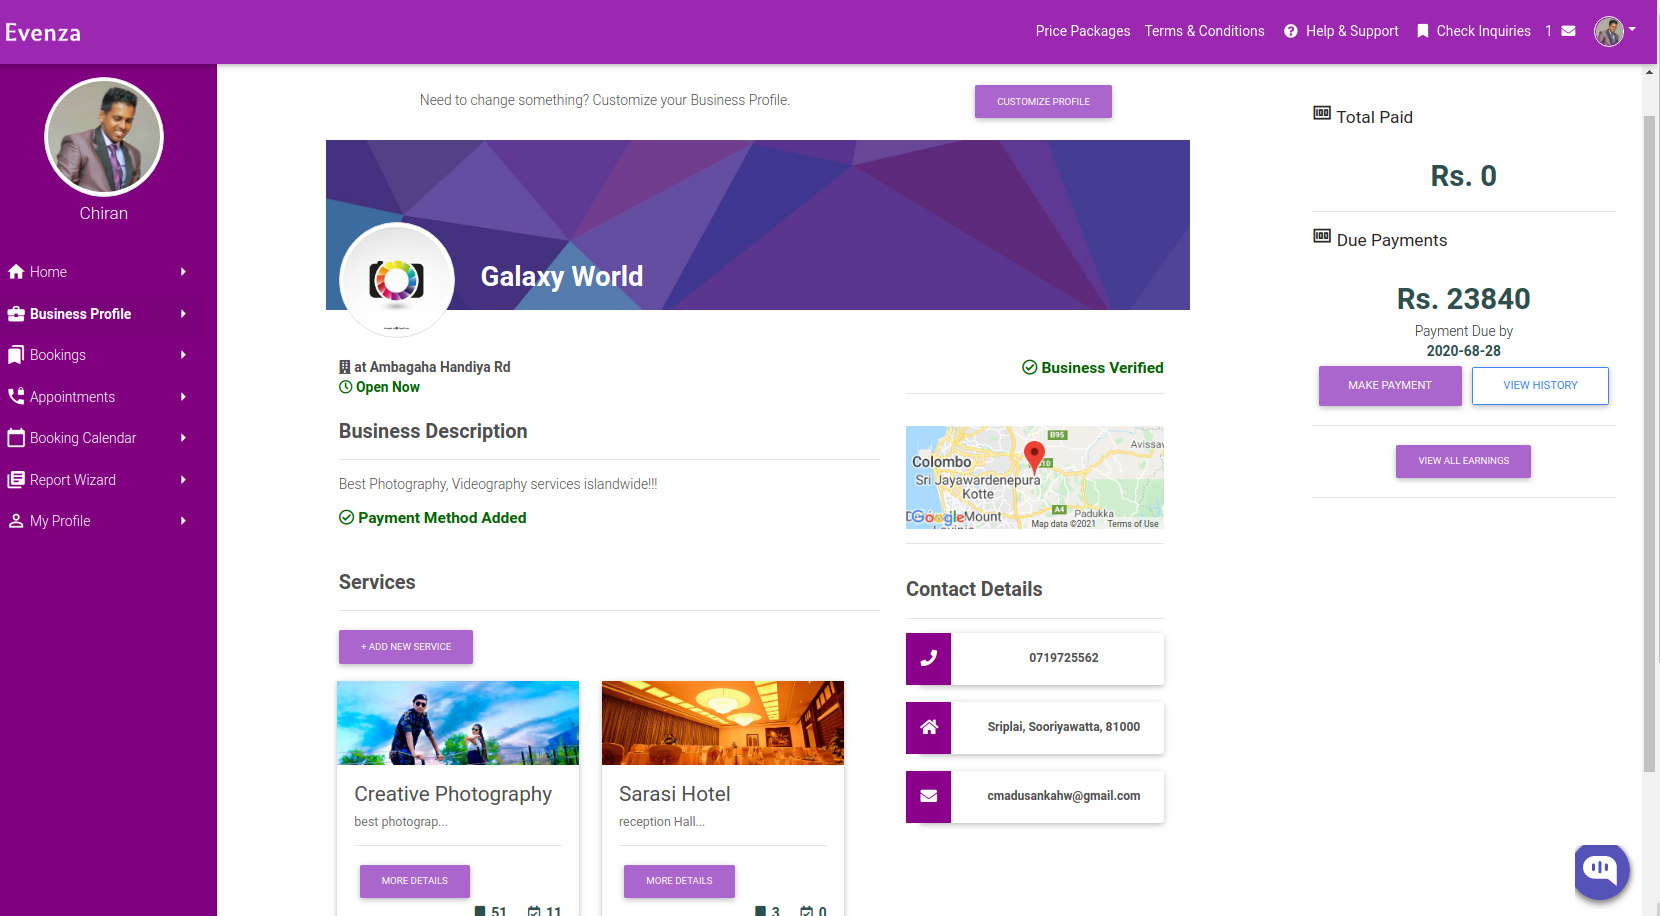 Evenza
Price Packages
Terms & Conditions
Help & Support
Check Inquiries
1
Chiran
Home
Business Profile
Bookings
Appointments
Booking Calendar
Report Wizard
My Profile
Need to change something? Customize your Business Profile.
CUSTOMIZE PROFILE
Galaxy World
at Ambagaha Handiya Rd
Open Now
Business Verified
Business Description
Best Photography, Videography services islandwide!!!
Payment Method Added
B95
Avissaw
Colombo
10
Sri Jayawardenepura
Kotte
A4
Padukka
Google
Mount
Map data ©2021
Terms of Use
Services
+ ADD NEW SERVICE
Creative Photography
best photograp...
MORE DETAILS
51
11
Sarasi Hotel
reception Hall...
MORE DETAILS
3
0
Contact Details
0719725562
Sriplai, Sooriyawatta, 81000
cmadusankahw@gmail.com
Total Paid
Rs. 0
Due Payments
Rs. 23840
Payment Due by
2020-68-28
MAKE PAYMENT
VIEW HISTORY
VIEW ALL EARNINGS